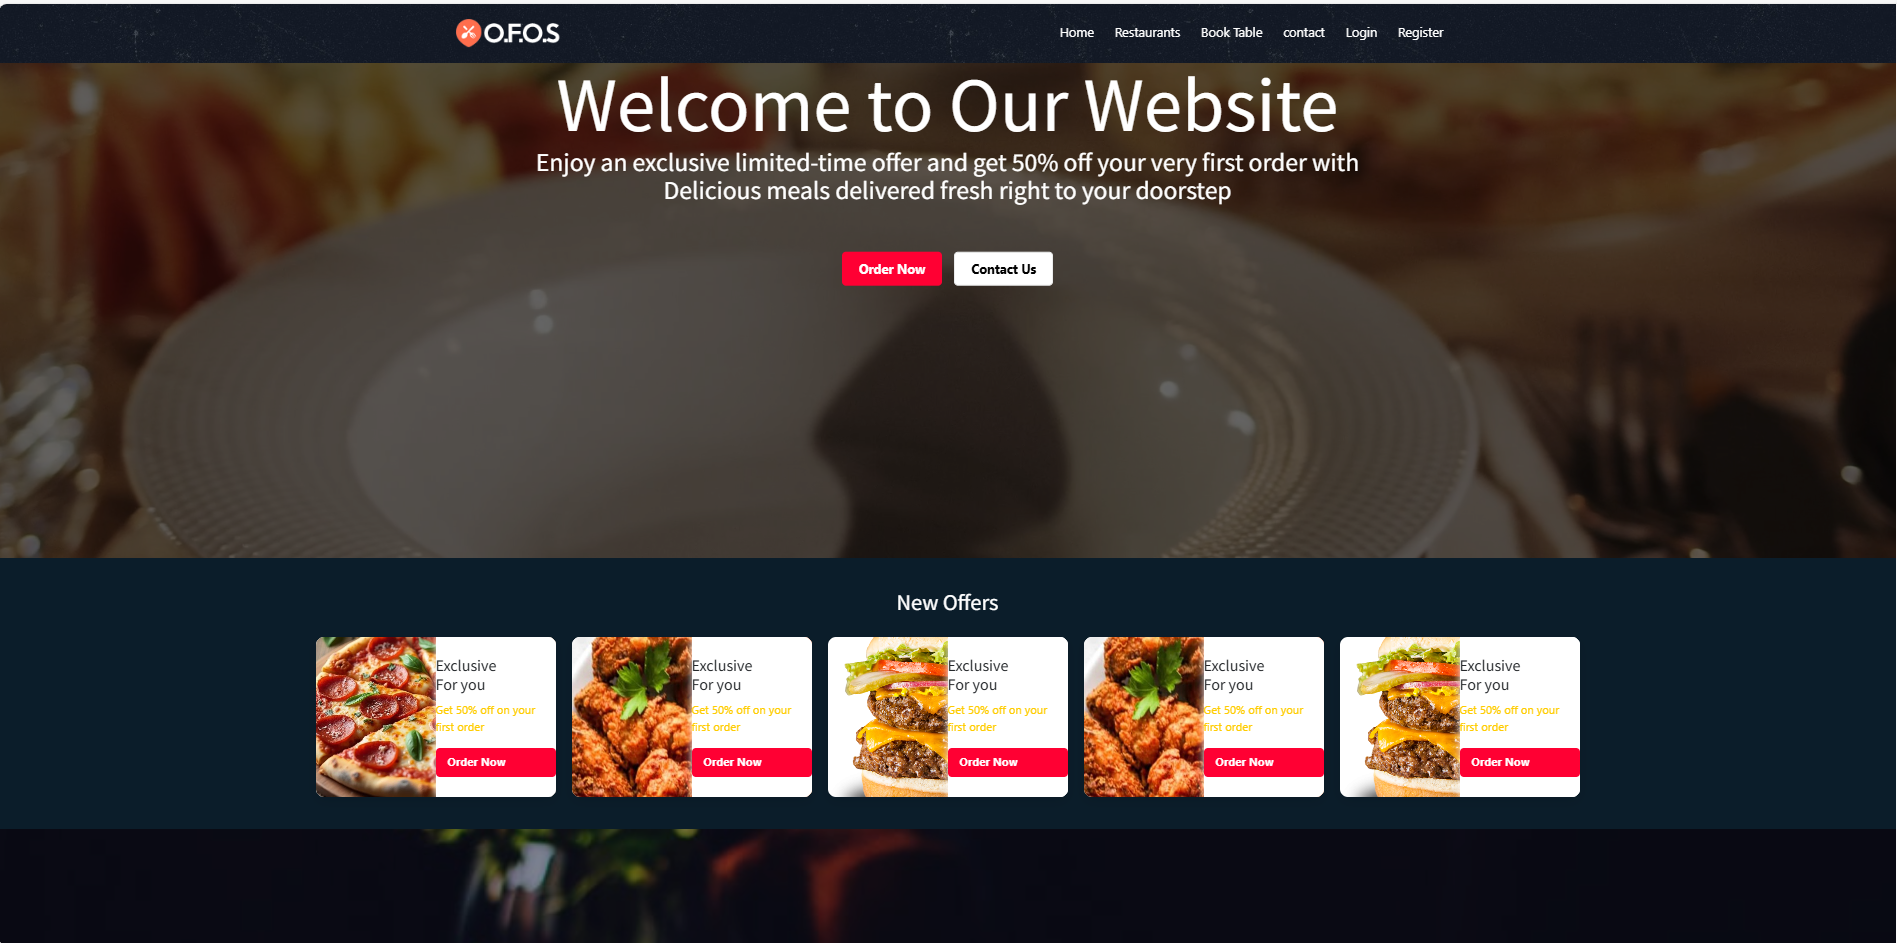 O.F.O.S
Home Restaurants Book Table contact Login Register
Welcome to Our Website
Enjoy an exclusive limited-time offer and get 50% off your very first order with
Delicious meals delivered fresh right to your doorstep
Order Now Contact Us
New Offers
Exclusive
For you
Get 50% off on your
first order
Order Now
Exclusive
For you
Get 50% off on your
first order
Order Now
Exclusive
For you
Get 50% off on your
first order
Order Now
Exclusive
For you
Get 50% off on your
first order
Order Now
Exclusive
For you
Get 50% off on your
first order
Order Now